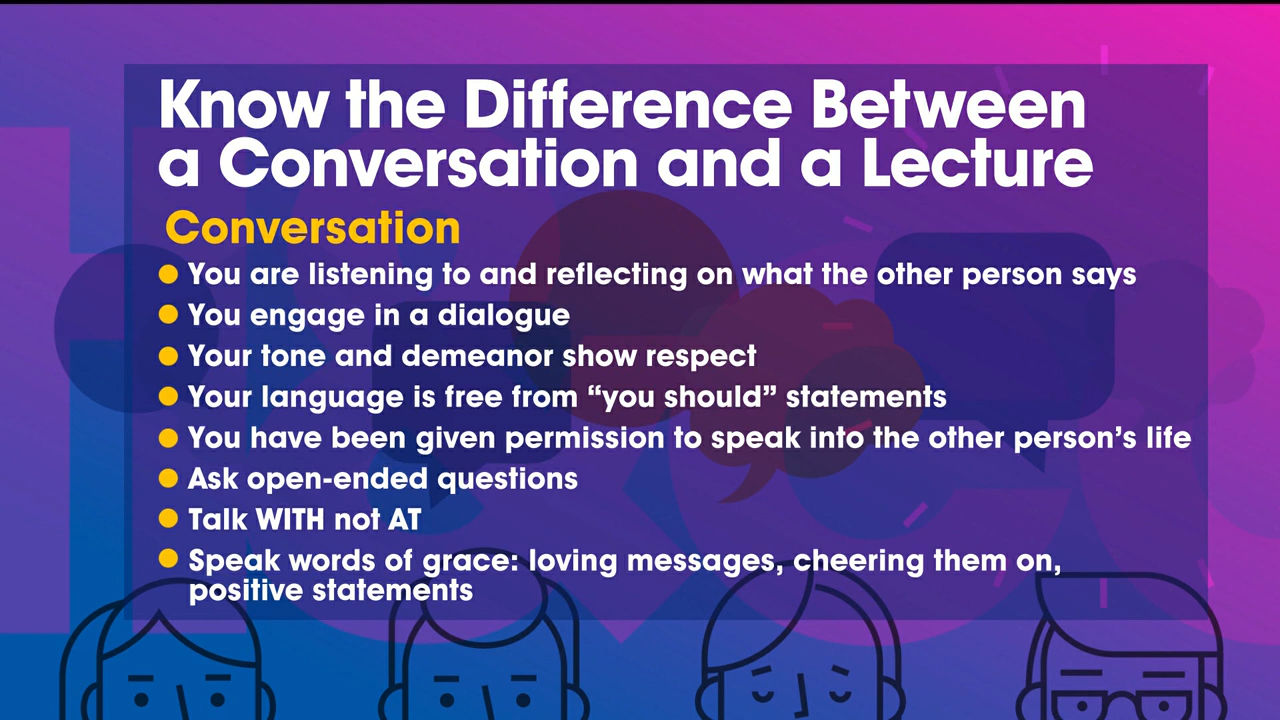 Know the Difference Between
a Conversation and a Lecture
Conversation
You are listening to and reflecting on what the other person says
You engage in a dialogue
Your tone and demeanor show respect
Your language is free from “you should” statements
You have been given permission to speak into the other person’s life
Ask open-ended questions
Talk WITH not AT
Speak words of grace: loving messages, cheering them on,
positive statements